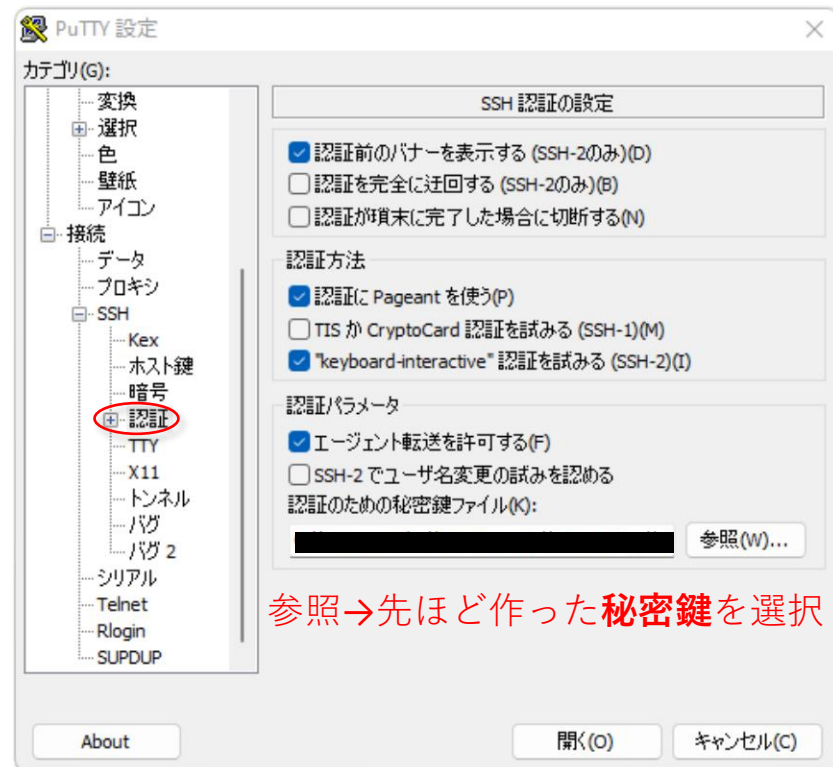 PuTTY 設定
カテゴリ(G):
変換
選択
色
壁紙
アイコン
接続
データ
プロキシ
SSH
Kex
ホスト鍵
暗号
認証
TTY
X11
トンネル
バグ
バグ 2
シリアル
Telnet
Rlogin
SUPDUP
SSH 認証の設定
認証前のバナーを表示する (SSH-2のみ)(D)
認証を完全に迂回する (SSH-2のみ)(B)
認証が瑣末に完了した場合に切断する(N)
認証方法
認証に Pageant を使う(P)
TIS か CryptoCard 認証を試みる (SSH-1)(M)
"keyboard-interactive" 認証を試みる (SSH-2)(I)
認証パラメータ
エージェント転送を許可する(F)
SSH-2 でユーザ名変更の試みを認める
認証のための秘密鍵ファイル(K):
参照(W)...
参照→先ほど作った秘密鍵を選択
About
開く(O)
キャンセル(C)